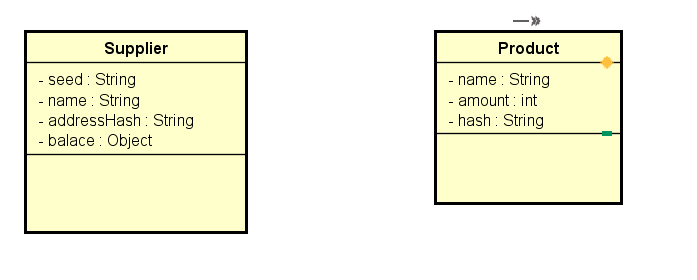 Supplier
- seed : String
- name : String
- addressHash : String
- balace : Object
Product
- name : String
- amount : int
- hash : String